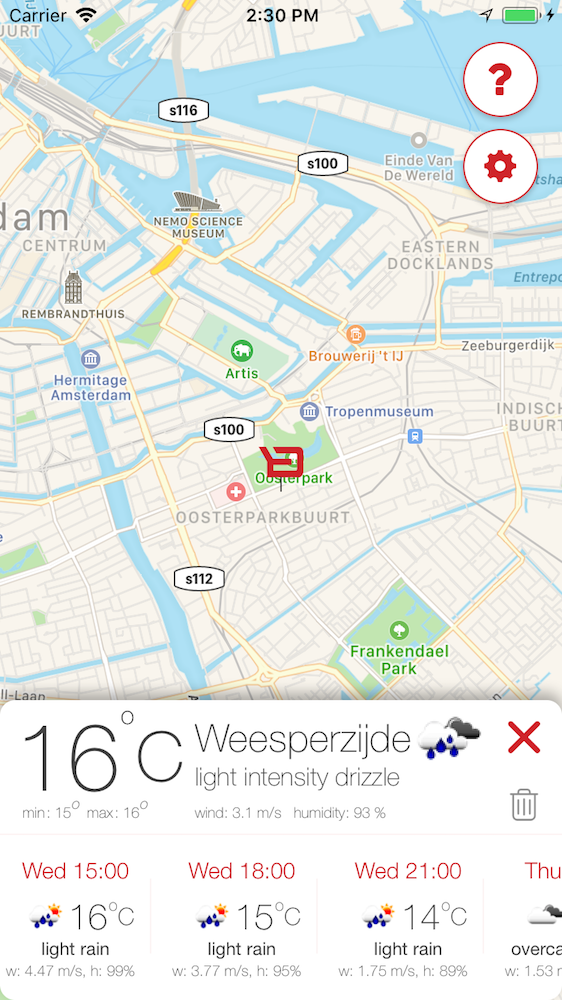 Carrier 2:30 PM
?
s116
s100
Einde Van
De Wereld
dam
CENTRUM
NEMO SCIENCE
MUSEUM
EASTERN
DOCKLANDS
REMBRANDTHUIS
Brouwerij 't IJ
Zeeburgerdijk
Artis
Hermitage
Amsterdam
Tropenmuseum
INDISCH
BUURT
s100
Oosterpark
OOSTERPARKBUURT
s112
Frankendael
Park
ll-Laan
16°C Weesperzijde
light intensity drizzle
min: 15° max: 16° wind: 3.1 m/s humidity: 93 %
Wed 15:00 Wed 18:00 Wed 21:00 Thu
16°C 15°C 14°C
light rain light rain light rain overca
w: 4.47 m/s, h: 99% w: 3.77 m/s, h: 95% w: 1.75 m/s, h: 89% w: 1.53 m